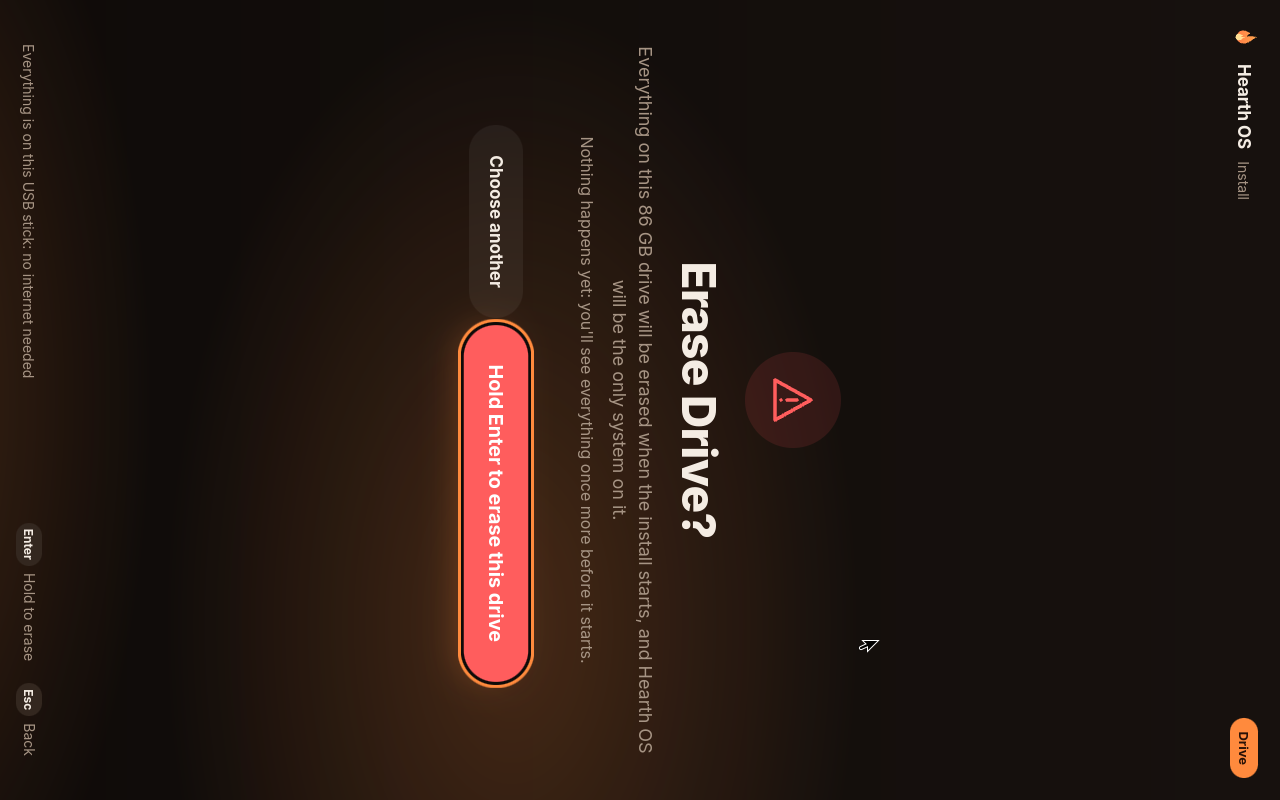 Hearth OS Install
Drive
Erase Drive?
Everything on this 86 GB drive will be erased when the install starts, and Hearth OS
will be the only system on it.
Nothing happens yet: you'll see everything once more before it starts.
Choose another
Hold Enter to erase this drive
Everything is on this USB stick: no internet needed
Enter Hold to erase
Esc Back